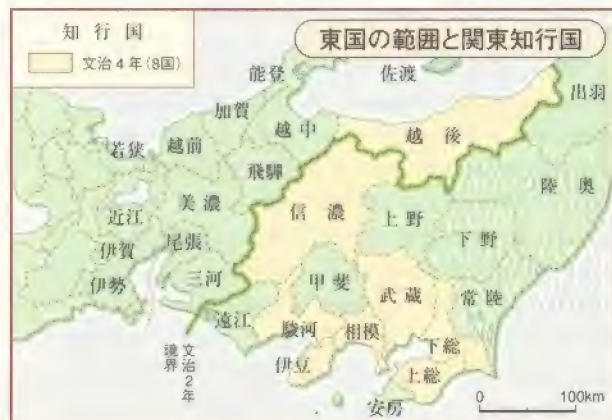 東国の範囲と関東知行国
知行国
文治4年(8国)
能登
佐渡
出羽
加賀
越中
越後
若狭
越前
飛驒
陸奥
近江
美濃
信濃
上野
下野
伊賀
尾張
伊勢
三河
甲斐
武蔵
常陸
遠江
駿河
相模
下総
伊豆
上総
安房
文治2年
境界
0
100km